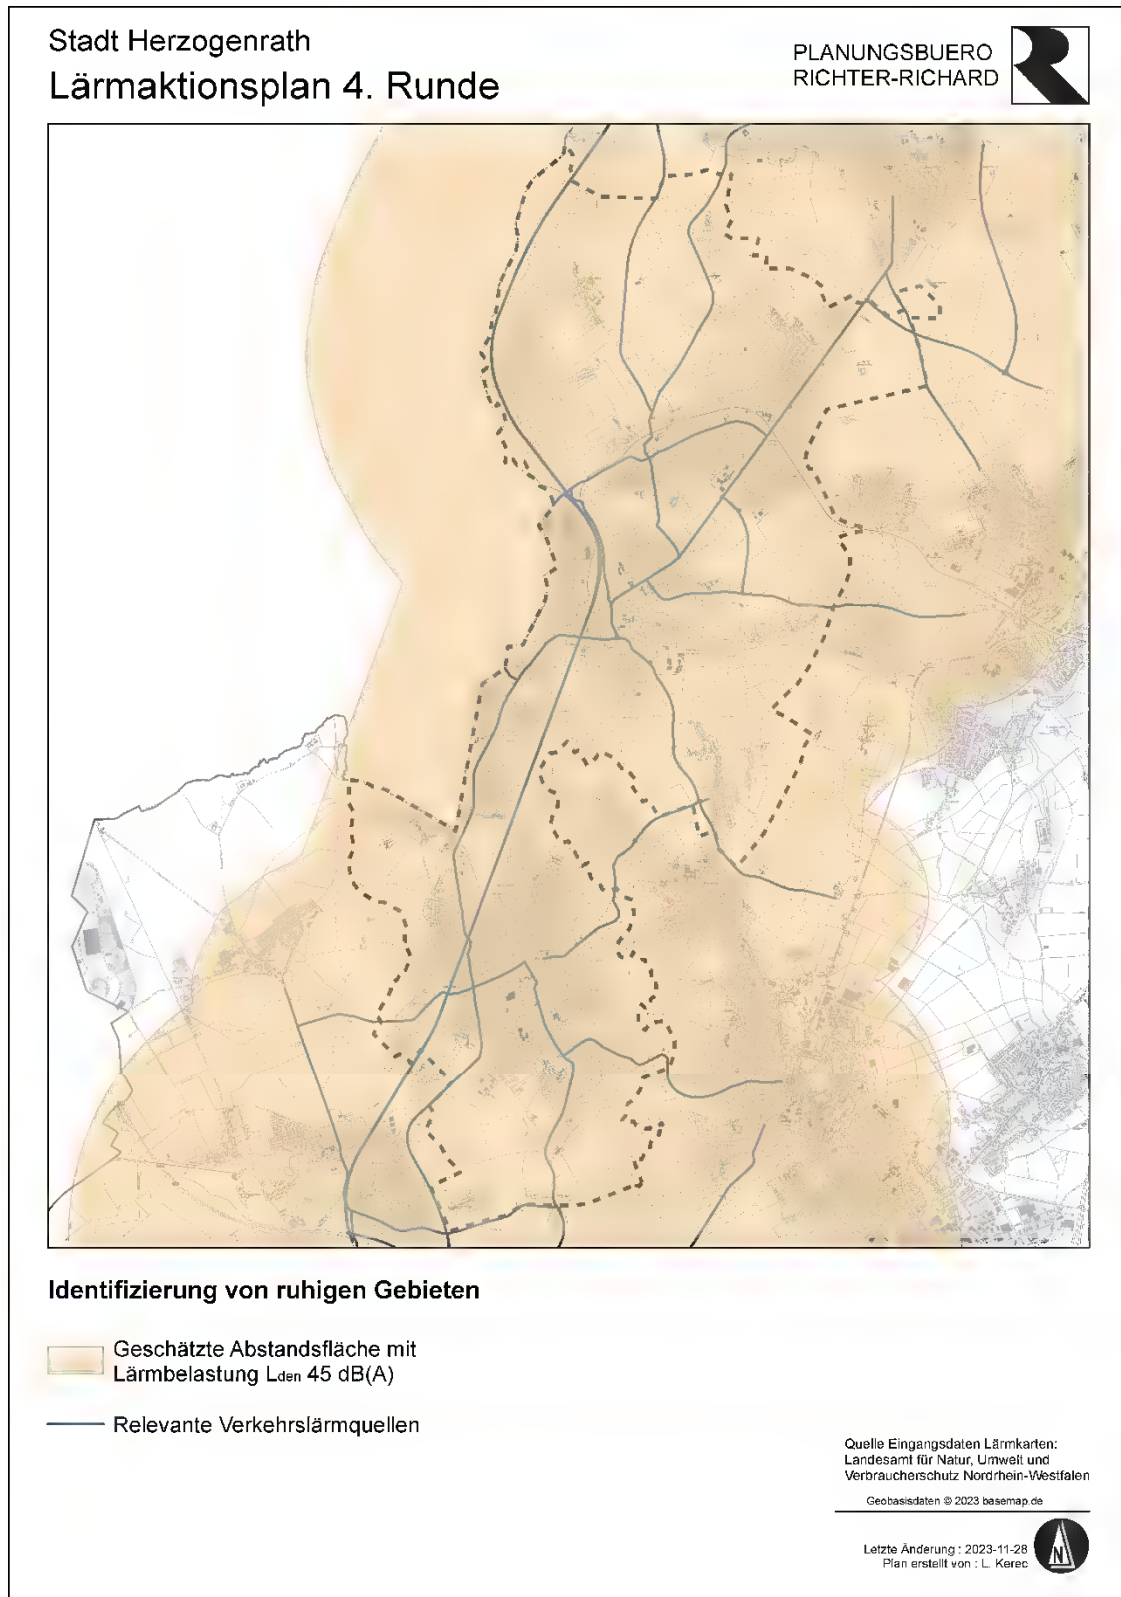 Stadt Herzogenrath
Lärmaktionsplan 4. Runde
PLANUNGSBUERO
RICHTER-RICHARD
Identifizierung von ruhigen Gebieten
Geschätzte Abstandsfläche mit
Lärmbelastung Lden 45 dB(A)
Relevante Verkehrslärmquellen
Quelle Eingangsdaten Lärmkarten:
Landesamt für Natur, Umwelt und
Verbraucherschutz Nordrhein-Westfalen
Geobasisdaten © 2023 basemap.de
Letzte Änderung : 2023-11-28
Plan erstellt von : L. Kerec
N